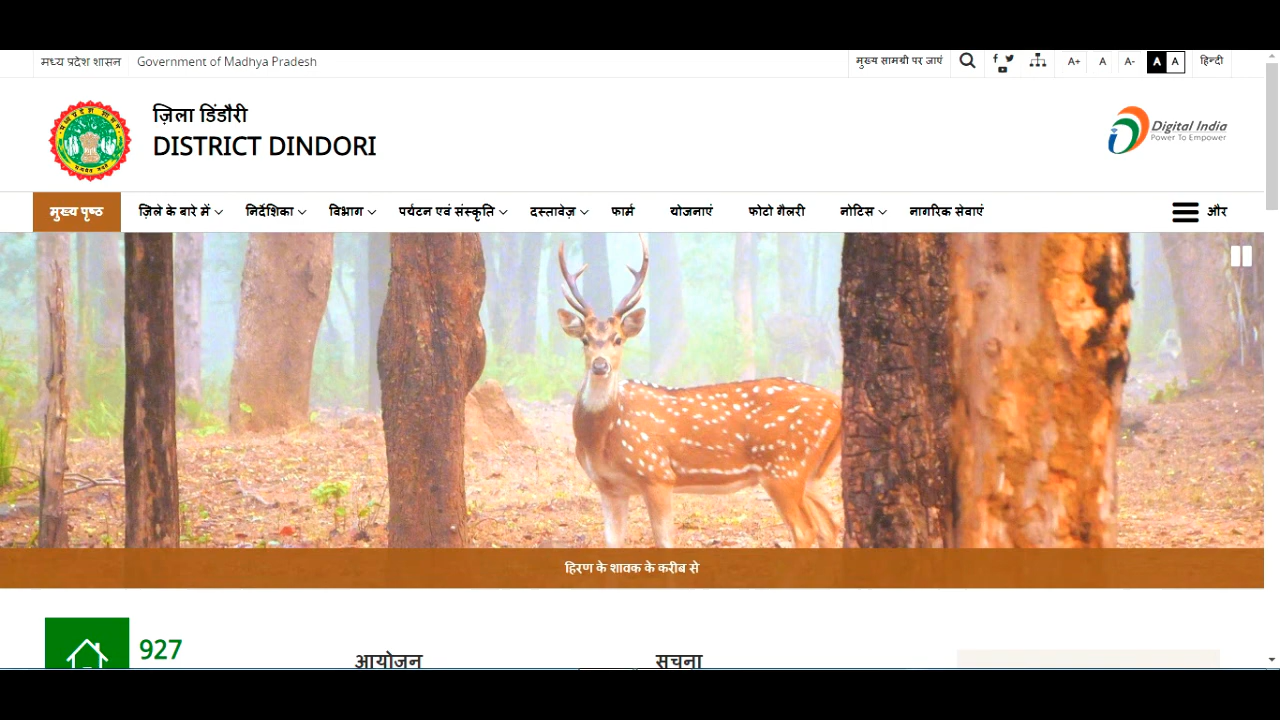 मध्य प्रदेश शासन Government of Madhya Pradesh मुख्य सामग्री पर जाएं A+ A A- A A हिन्दी
ज़िला डिंडौरी
DISTRICT DINDORI
Digital India
Power To Empower
मुख्य पृष्ठ ज़िले के बारे में निर्देशिका विभाग पर्यटन एवं संस्कृति दस्तावेज़ फार्म योजनाएं फोटो गैलरी नोटिस नागरिक सेवाएं और
हिरण के शावक के करीब से
927
आयोजन सूचना